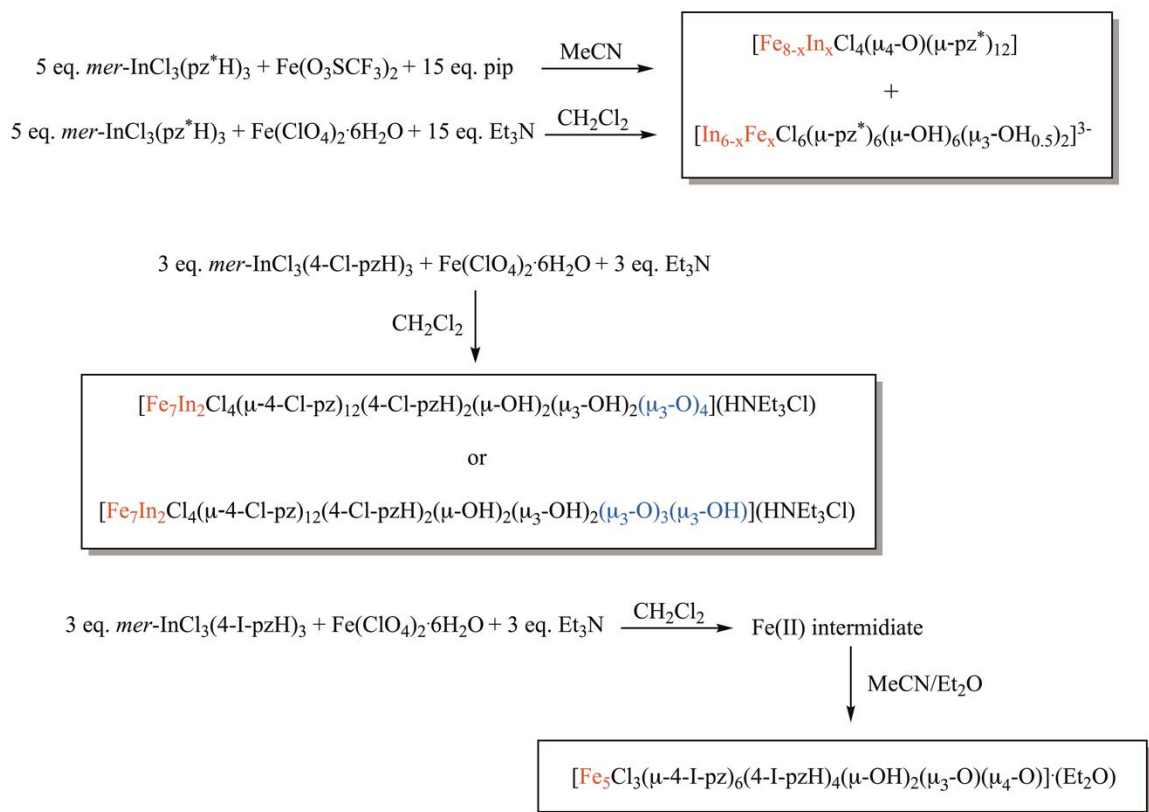 5 eq. mer-InCl₃(pz*H)₃ + Fe(O₃SCF₃)₂ + 15 eq. pip
MeCN
5 eq. mer-InCl₃(pz*H)₃ + Fe(ClO₄)₂·6H₂O + 15 eq. Et₃N
CH₂Cl₂
[Fe₈₋ₓInₓCl₄(μ₄-O)(μ-pz*)₁₂]
+
[In₆₋ₓFeₓCl₆(μ-pz*)₆(μ-OH)₆(μ₃-OH₀.₅)₂]³⁻
3 eq. mer-InCl₃(4-Cl-pzH)₃ + Fe(ClO₄)₂·6H₂O + 3 eq. Et₃N
CH₂Cl₂
[Fe₇In₂Cl₄(μ-4-Cl-pz)₁₂(4-Cl-pzH)₂(μ-OH)₂(μ₃-OH)₂(μ₃-O)₄](HNEt₃Cl)
or
[Fe₇In₂Cl₄(μ-4-Cl-pz)₁₂(4-Cl-pzH)₂(μ-OH)₂(μ₃-OH)₂(μ₃-O)₃(μ₃-OH)](HNEt₃Cl)
3 eq. mer-InCl₃(4-I-pzH)₃ + Fe(ClO₄)₂·6H₂O + 3 eq. Et₃N
CH₂Cl₂
Fe(II) intermidiate
MeCN/Et₂O
[Fe₅Cl₃(μ-4-I-pz)₆(4-I-pzH)₄(μ-OH)₂(μ₃-O)(μ₄-O)]·(Et₂O)